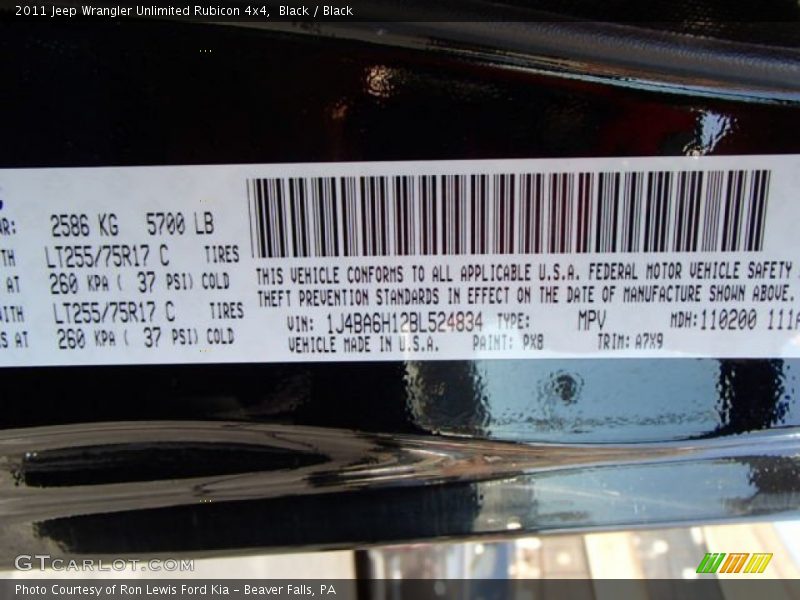 2011 Jeep Wrangler Unlimited Rubicon 4x4,  Black / Black
2586 KG 5700 LB
LT255/75R17 C TIRES
AT 260 KPA ( 37 PSI) COLD
LT255/75R17 C TIRES
AT 260 KPA ( 37 PSI) COLD
THIS VEHICLE CONFORMS TO ALL APPLICABLE U.S.A. FEDERAL MOTOR VEHICLE SAFETY
THEFT PREVENTION STANDARDS IN EFFECT ON THE DATE OF MANUFACTURE SHOWN ABOVE.
VIN: 1J4BA6H12BL524834 TYPE: MPV MDH:110200 111A
VEHICLE MADE IN U.S.A. PAINT: PX8 TRIM: A7X9
GTCARLOT.COM
Photo Courtesy of Ron Lewis Ford Kia – Beaver Falls, PA